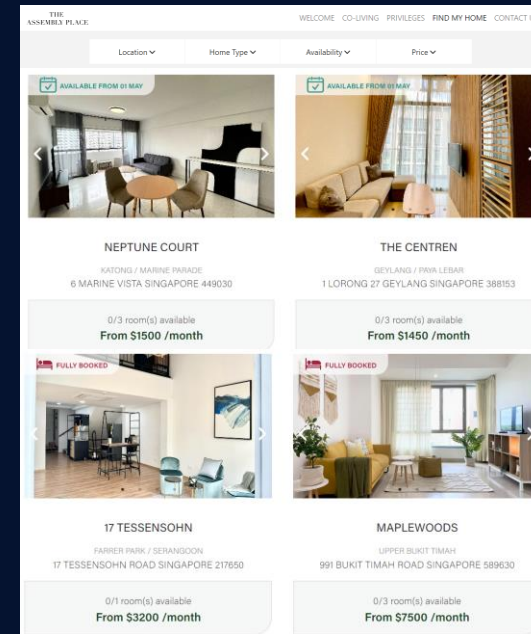 THE
ASSEMBLY PLACE
WELCOME CO-LIVING PRIVILEGES FIND MY HOME CONTACT
Location Home Type Availability Price
AVAILABLE FROM 01 MAY
AVAILABLE FROM 01 MAY
NEPTUNE COURT
KATONG / MARINE PARADE
6 MARINE VISTA SINGAPORE 449030
0/3 room(s) available
From $1500 /month
THE CENTREN
GEYLANG / PAYA LEBAR
1 LORONG 27 GEYLANG SINGAPORE 388153
0/3 room(s) available
From $1450 /month
FULLY BOOKED
FULLY BOOKED
17 TESSENSOHN
FARRER PARK / SERANGOON
17 TESSENSOHN ROAD SINGAPORE 217650
0/1 room(s) available
From $3200 /month
MAPLEWOODS
UPPER BUKIT TIMAH
991 BUKIT TIMAH ROAD SINGAPORE 589630
0/3 room(s) available
From $7500 /month